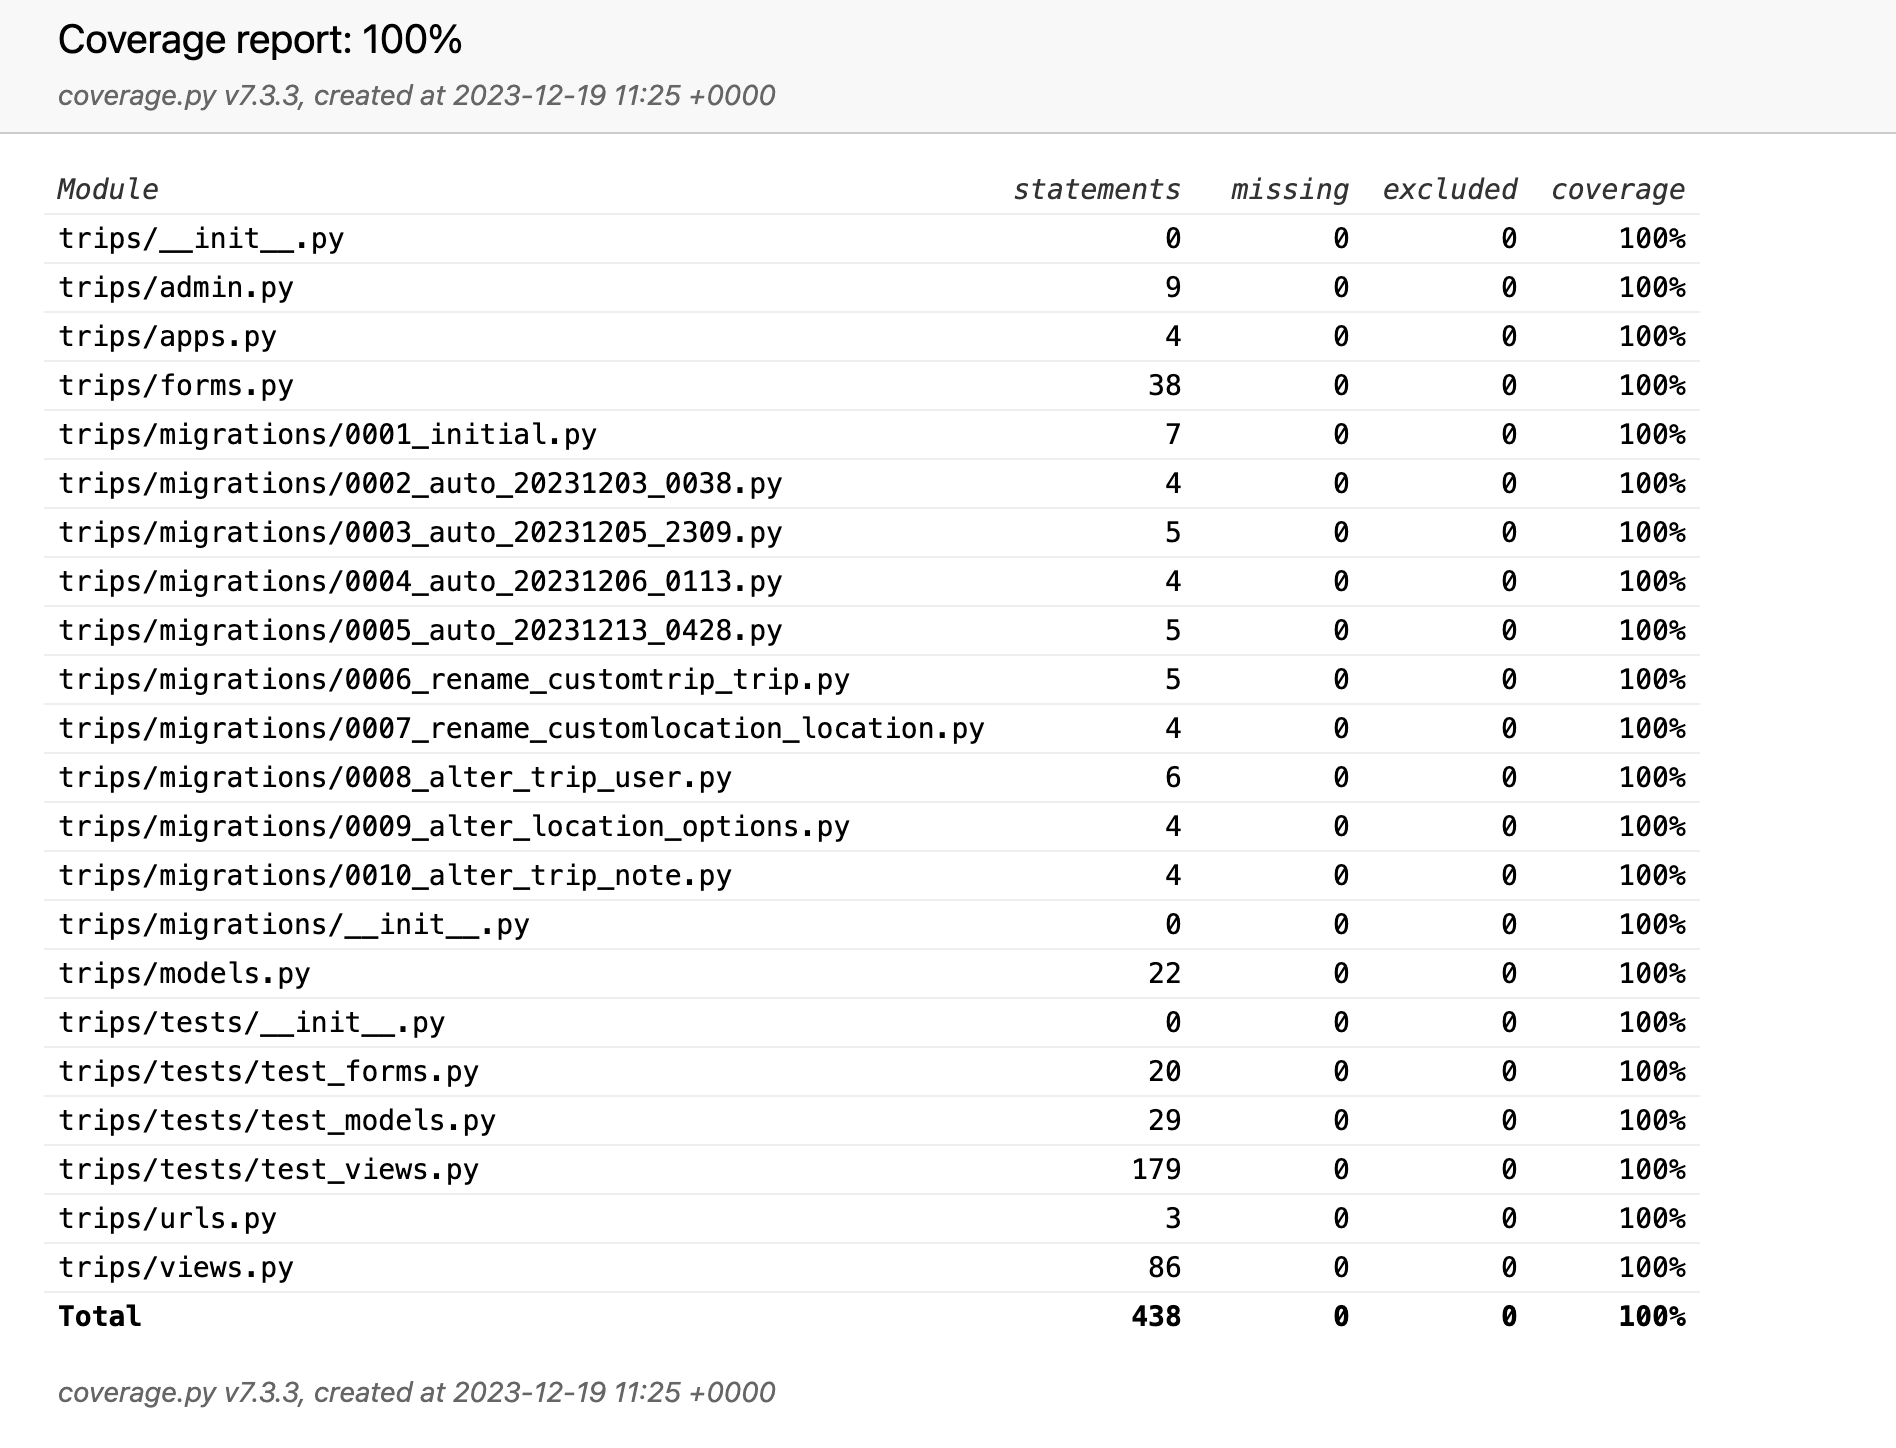 Coverage report: 100%
coverage.py v7.3.3, created at 2023-12-19 11:25 +0000
Module statements missing excluded coverage
trips/__init__.py 0 0 0 100%
trips/admin.py 9 0 0 100%
trips/apps.py 4 0 0 100%
trips/forms.py 38 0 0 100%
trips/migrations/0001_initial.py 7 0 0 100%
trips/migrations/0002_auto_20231203_0038.py 4 0 0 100%
trips/migrations/0003_auto_20231205_2309.py 5 0 0 100%
trips/migrations/0004_auto_20231206_0113.py 4 0 0 100%
trips/migrations/0005_auto_20231213_0428.py 5 0 0 100%
trips/migrations/0006_rename_customtrip_trip.py 5 0 0 100%
trips/migrations/0007_rename_customlocation_location.py 4 0 0 100%
trips/migrations/0008_alter_trip_user.py 6 0 0 100%
trips/migrations/0009_alter_location_options.py 4 0 0 100%
trips/migrations/0010_alter_trip_note.py 4 0 0 100%
trips/migrations/__init__.py 0 0 0 100%
trips/models.py 22 0 0 100%
trips/tests/__init__.py 0 0 0 100%
trips/tests/test_forms.py 20 0 0 100%
trips/tests/test_models.py 29 0 0 100%
trips/tests/test_views.py 179 0 0 100%
trips/urls.py 3 0 0 100%
trips/views.py 86 0 0 100%
Total 438 0 0 100%
coverage.py v7.3.3, created at 2023-12-19 11:25 +0000